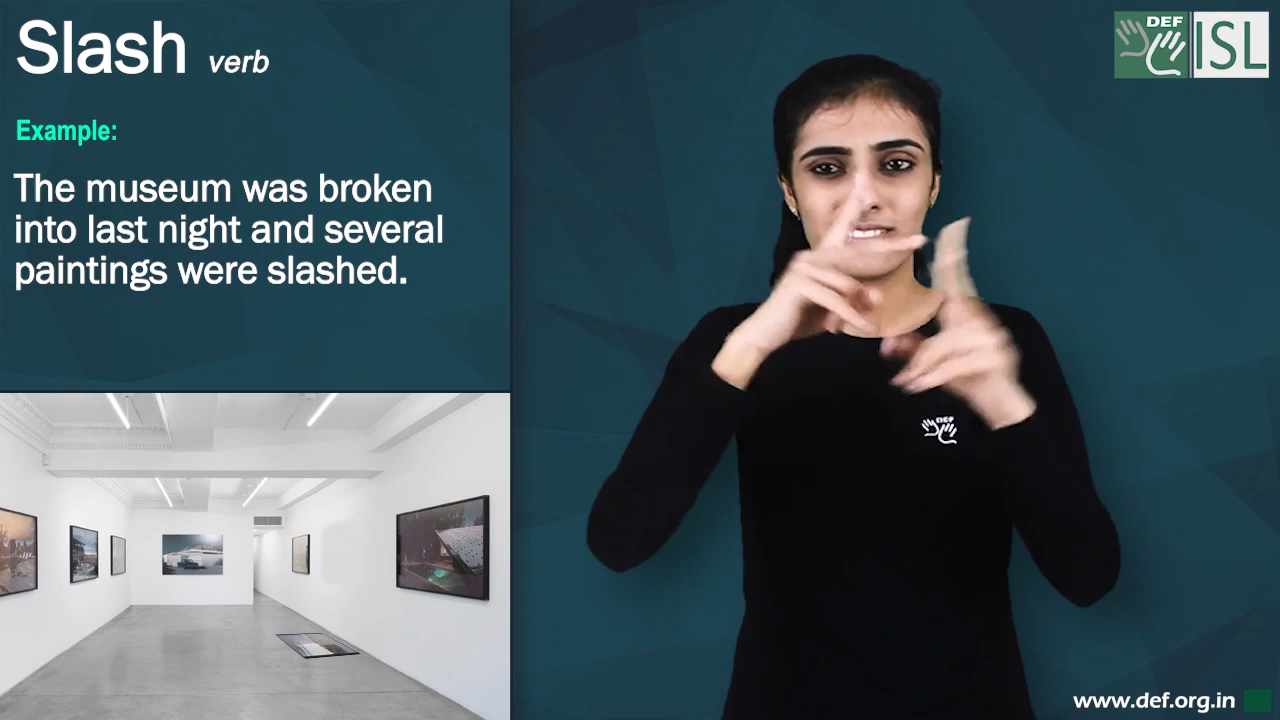 Slash verb
Example:
The museum was broken
into last night and several
paintings were slashed.
DEF
ISL
DEF
www.def.org.in